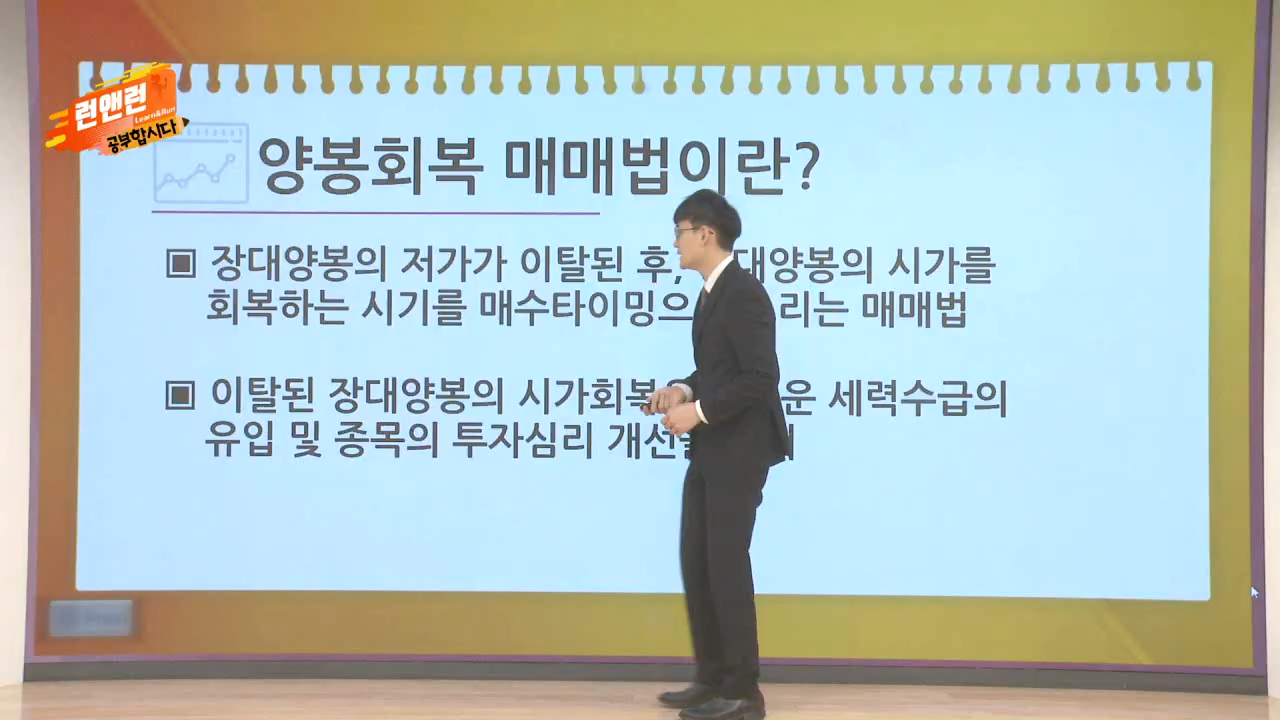 런앤런
Learn&Run
공부합시다
양봉회복 매매법이란?
▣ 장대양봉의 저가가 이탈된 후, 대양봉의 시가를
회복하는 시기를 매수타이밍으 리는 매매법
▣ 이탈된 장대양봉의 시가회복 운 세력수급의
유입 및 종목의 투자심리 개선